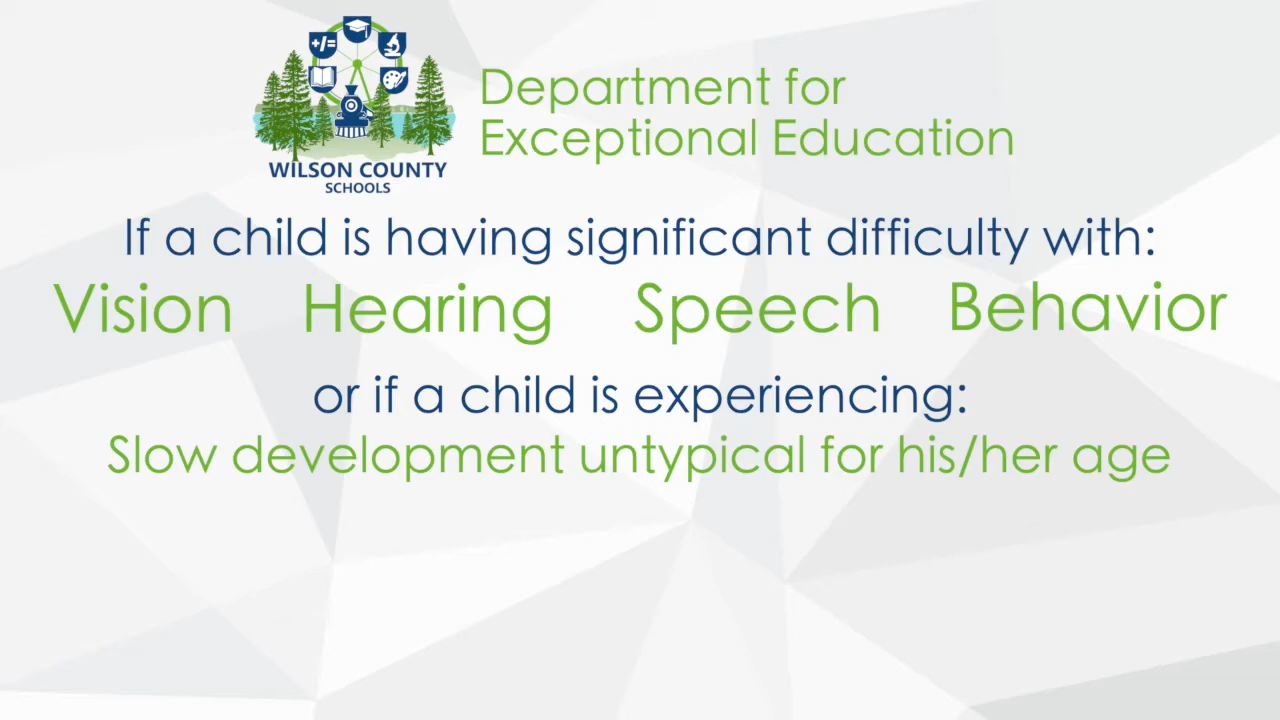 +/=
WILSON COUNTY
SCHOOLS
Department for
Exceptional Education
If a child is having significant difficulty with:
Vision Hearing Speech Behavior
or if a child is experiencing:
Slow development untypical for his/her age